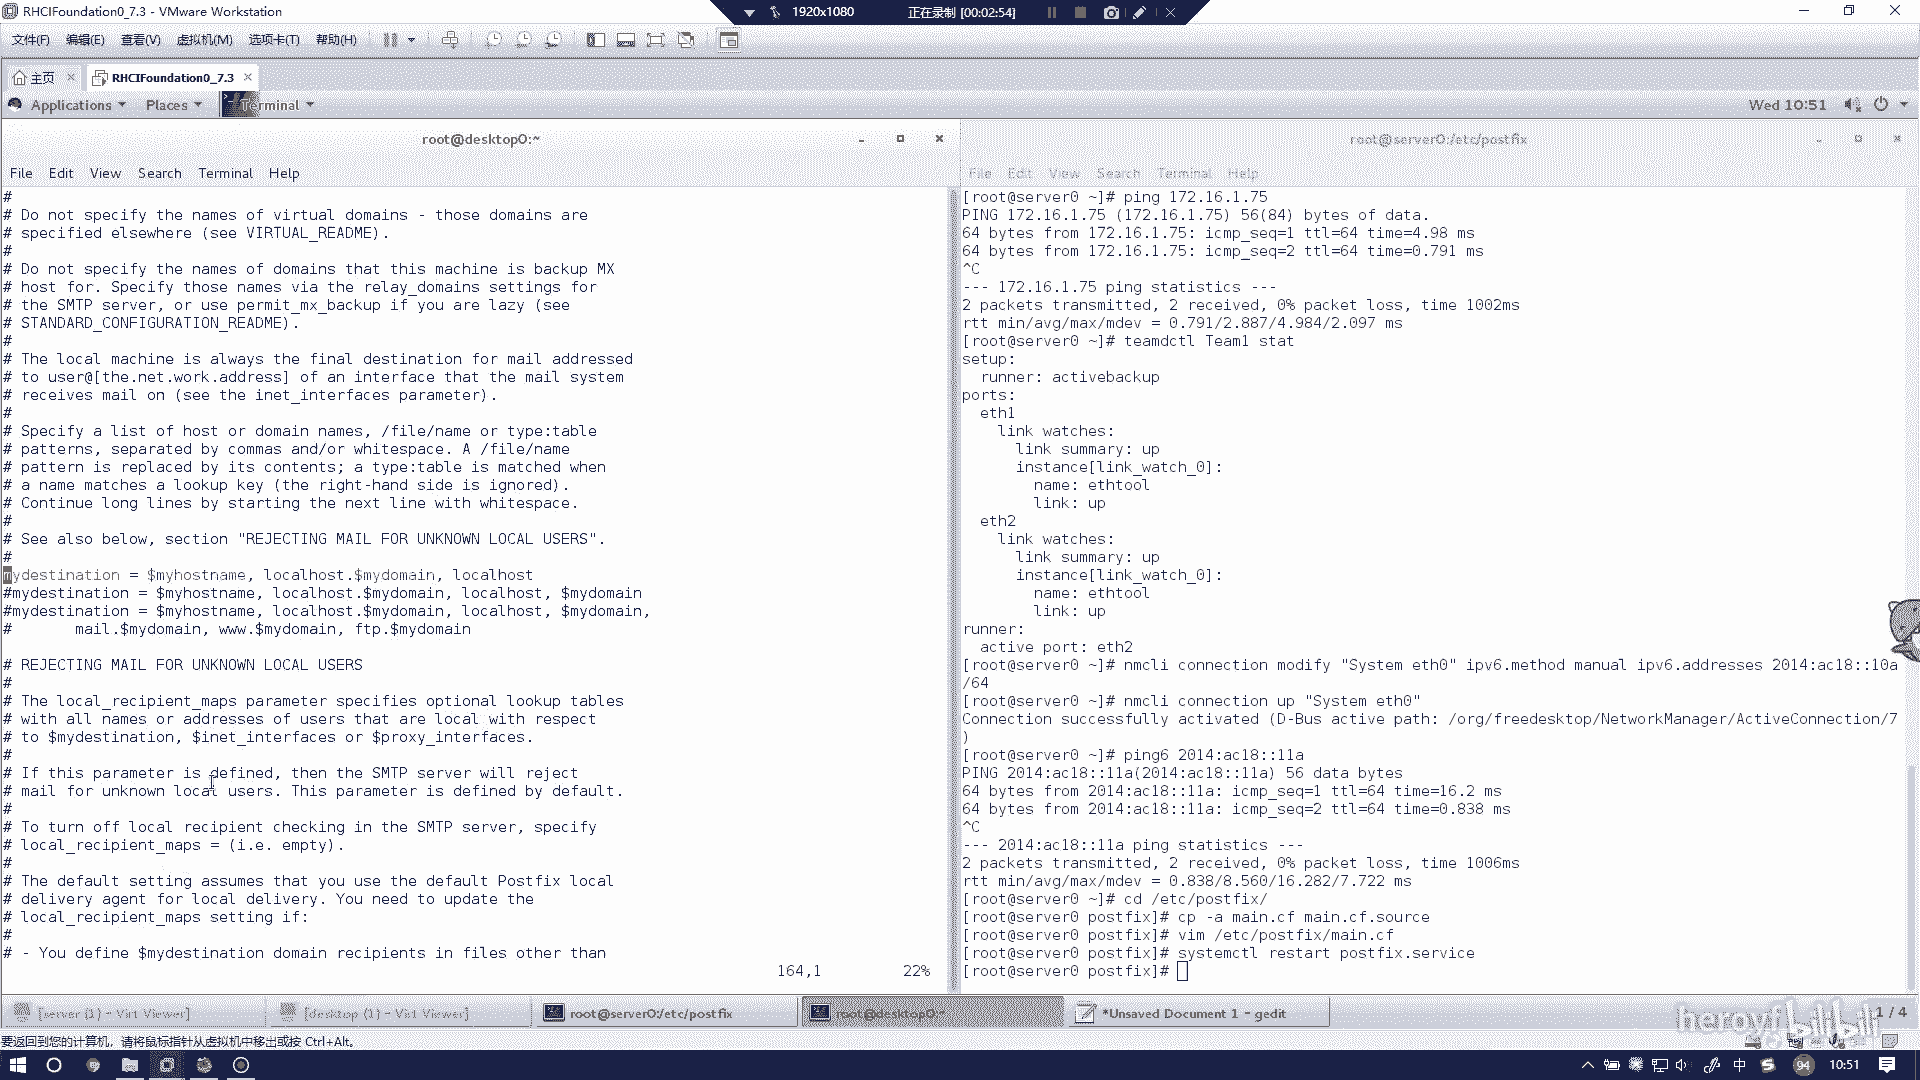 RHCIFoundation0_7.3 - VMware Workstation
1920x1080
正在录制 [00:02:54]
文件(F) 编辑(E) 查看(V) 虚拟机(M) 选项卡(T) 帮助(H)
主页
RHCIFoundation0_7.3
Applications Places Terminal
Wed 10:51
root@desktop0:~
File Edit View Search Terminal Help
#
# Do not specify the names of virtual domains - those domains are
# specified elsewhere (see VIRTUAL_README).
#
# Do not specify the names of domains that this machine is backup MX
# host for. Specify those names via the relay_domains settings for
# the SMTP server, or use permit_mx_backup if you are lazy (see
# STANDARD_CONFIGURATION_README).
#
# The local machine is always the final destination for mail addressed
# to user@[the.net.work.address] of an interface that the mail system
# receives mail on (see the inet_interfaces parameter).
#
# Specify a list of host or domain names, /file/name or type:table
# patterns, separated by commas and/or whitespace. A /file/name
# pattern is replaced by its contents; a type:table is matched when
# a name matches a lookup key (the right-hand side is ignored).
# Continue long lines by starting the next line with whitespace.
#
# See also below, section "REJECTING MAIL FOR UNKNOWN LOCAL USERS".
#
mydestination = $myhostname, localhost.$mydomain, localhost
#mydestination = $myhostname, localhost.$mydomain, localhost, $mydomain
#mydestination = $myhostname, localhost.$mydomain, localhost, $mydomain,
#       mail.$mydomain, www.$mydomain, ftp.$mydomain
# REJECTING MAIL FOR UNKNOWN LOCAL USERS
#
# The local_recipient_maps parameter specifies optional lookup tables
# with all names or addresses of users that are local with respect
# to $mydestination, $inet_interfaces or $proxy_interfaces.
#
# If this parameter is defined, then the SMTP server will reject
# mail for unknown local users. This parameter is defined by default.
#
# To turn off local recipient checking in the SMTP server, specify
# local_recipient_maps = (i.e. empty).
#
# The default setting assumes that you use the default Postfix local
# delivery agent for local delivery. You need to update the
# local_recipient_maps setting if:
#
# - You define $mydestination domain recipients in files other than
164,1 22%
root@server0:/etc/postfix
File Edit View Search Terminal Help
[root@server0 ~]# ping 172.16.1.75
PING 172.16.1.75 (172.16.1.75) 56(84) bytes of data.
64 bytes from 172.16.1.75: icmp_seq=1 ttl=64 time=4.98 ms
64 bytes from 172.16.1.75: icmp_seq=2 ttl=64 time=0.791 ms
^C
--- 172.16.1.75 ping statistics ---
2 packets transmitted, 2 received, 0% packet loss, time 1002ms
rtt min/avg/max/mdev = 0.791/2.887/4.984/2.097 ms
[root@server0 ~]# teamdctl Team1 stat
setup:
  runner: activebackup
ports:
  eth1
    link watches:
      link summary: up
      instance[link_watch_0]:
        name: ethtool
        link: up
  eth2
    link watches:
      link summary: up
      instance[link_watch_0]:
        name: ethtool
        link: up
runner:
  active port: eth2
[root@server0 ~]# nmcli connection modify "System eth0" ipv6.method manual ipv6.addresses 2014:ac18::10a
/64
[root@server0 ~]# nmcli connection up "System eth0"
Connection successfully activated (D-Bus active path: /org/freedesktop/NetworkManager/ActiveConnection/7
)
[root@server0 ~]# ping6 2014:ac18::11a
PING 2014:ac18::11a(2014:ac18::11a) 56 data bytes
64 bytes from 2014:ac18::11a: icmp_seq=1 ttl=64 time=16.2 ms
64 bytes from 2014:ac18::11a: icmp_seq=2 ttl=64 time=0.838 ms
^C
--- 2014:ac18::11a ping statistics ---
2 packets transmitted, 2 received, 0% packet loss, time 1006ms
rtt min/avg/max/mdev = 0.838/8.560/16.282/7.722 ms
[root@server0 ~]# cd /etc/postfix/
[root@server0 postfix]# cp -a main.cf main.cf.source
[root@server0 postfix]# vim /etc/postfix/main.cf
[root@server0 postfix]# systemctl restart postfix.service
[root@server0 postfix]#
[server (1) - Virt Viewer]
[desktop (1) - Virt Viewer]
root@server0:/etc/postfix
root@desktop0:~
*Unsaved Document 1 - gedit
1 / 4
bilibili
要返回到您的计算机，请将鼠标指针从虚拟机中移出或按 Ctrl+Alt。
中
94
10:51